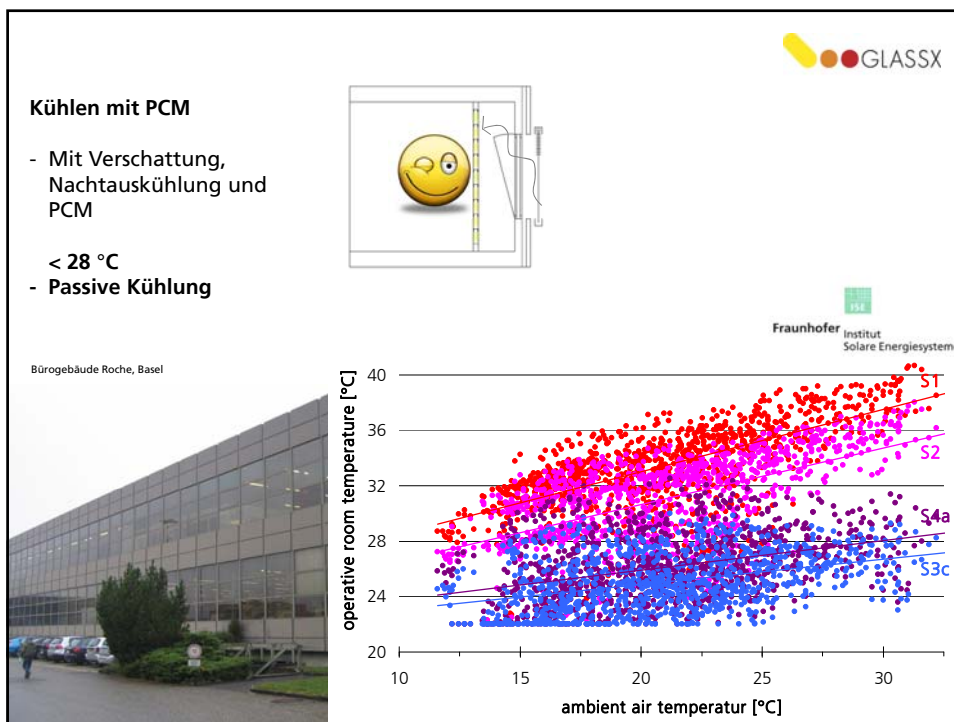 GLASSX
Kühlen mit PCM
- Mit Verschattung,
Nachtauskühlung und
PCM
< 28 °C
- Passive Kühlung
ISE
Fraunhofer Institut
Solare Energiesystem
Bürogebäude Roche, Basel
operative room temperature [°C]
40
36
32
28
24
20
S1
S2
S4a
S3c
10
15
20
25
30
ambient air temperatur [°C]